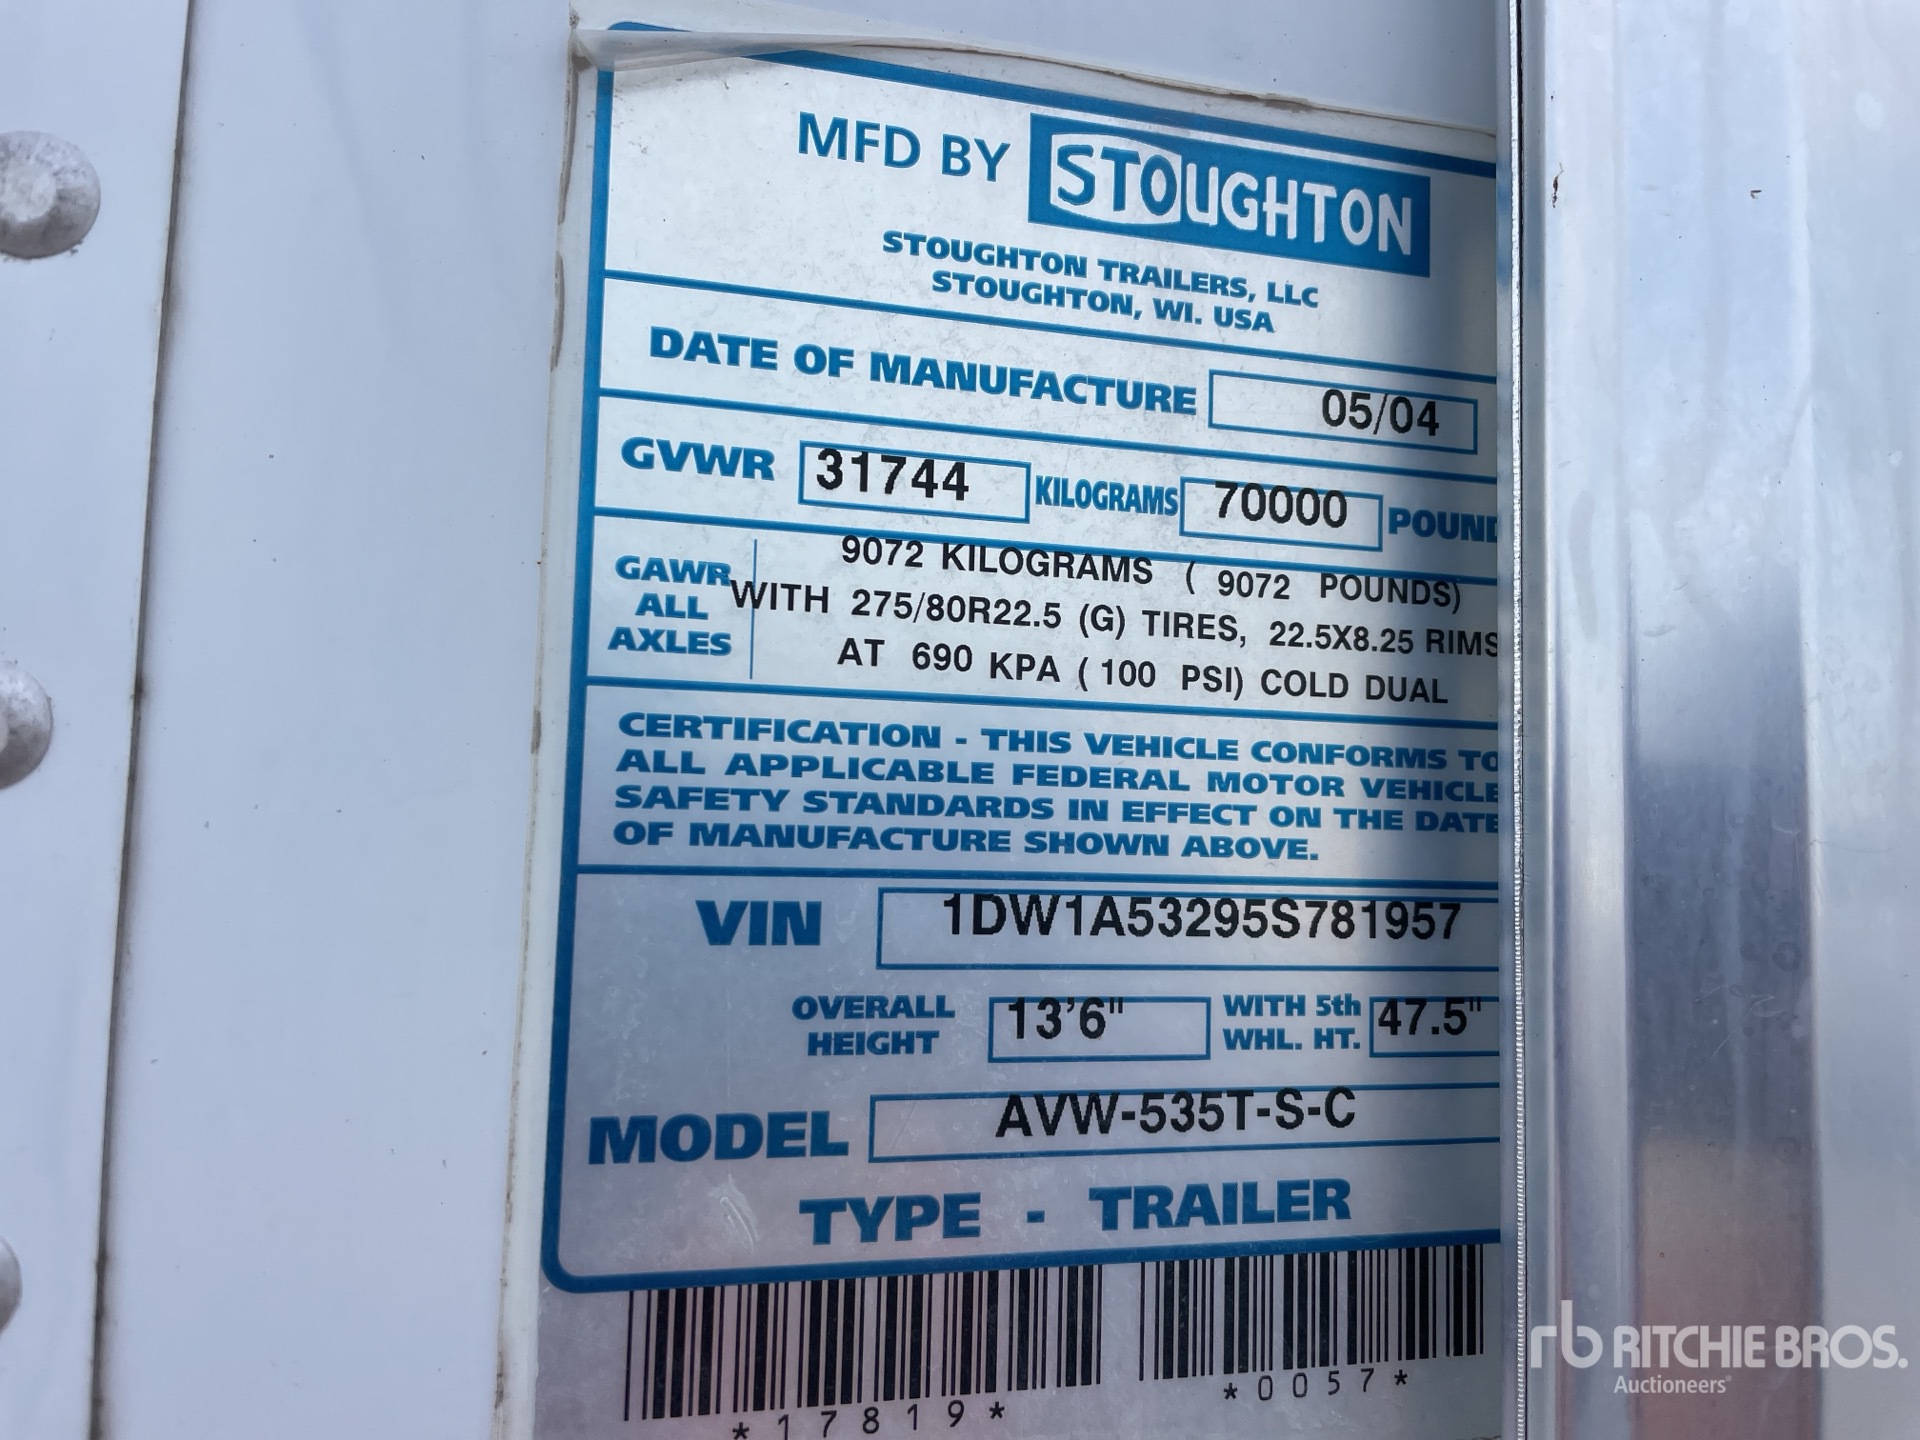 MFD BY STOUGHTON
STOUGHTON TRAILERS, LLC
STOUGHTON, WI. USA
DATE OF MANUFACTURE 05/04
GVWR 31744 KILOGRAMS 70000 POUND
GAWR ALL AXLES
9072 KILOGRAMS ( 9072 POUNDS)
WITH 275/80R22.5 (G) TIRES, 22.5X8.25 RIMS
AT 690 KPA ( 100 PSI) COLD DUAL
CERTIFICATION - THIS VEHICLE CONFORMS TO
ALL APPLICABLE FEDERAL MOTOR VEHICLE
SAFETY STANDARDS IN EFFECT ON THE DATE
OF MANUFACTURE SHOWN ABOVE.
VIN 1DW1A53295S781957
OVERALL HEIGHT 13'6" WITH 5th WHL. HT. 47.5"
MODEL AVW-535T-S-C
TYPE - TRAILER
*17819* *0057*
rb RITCHIE BROS.
Auctioneers